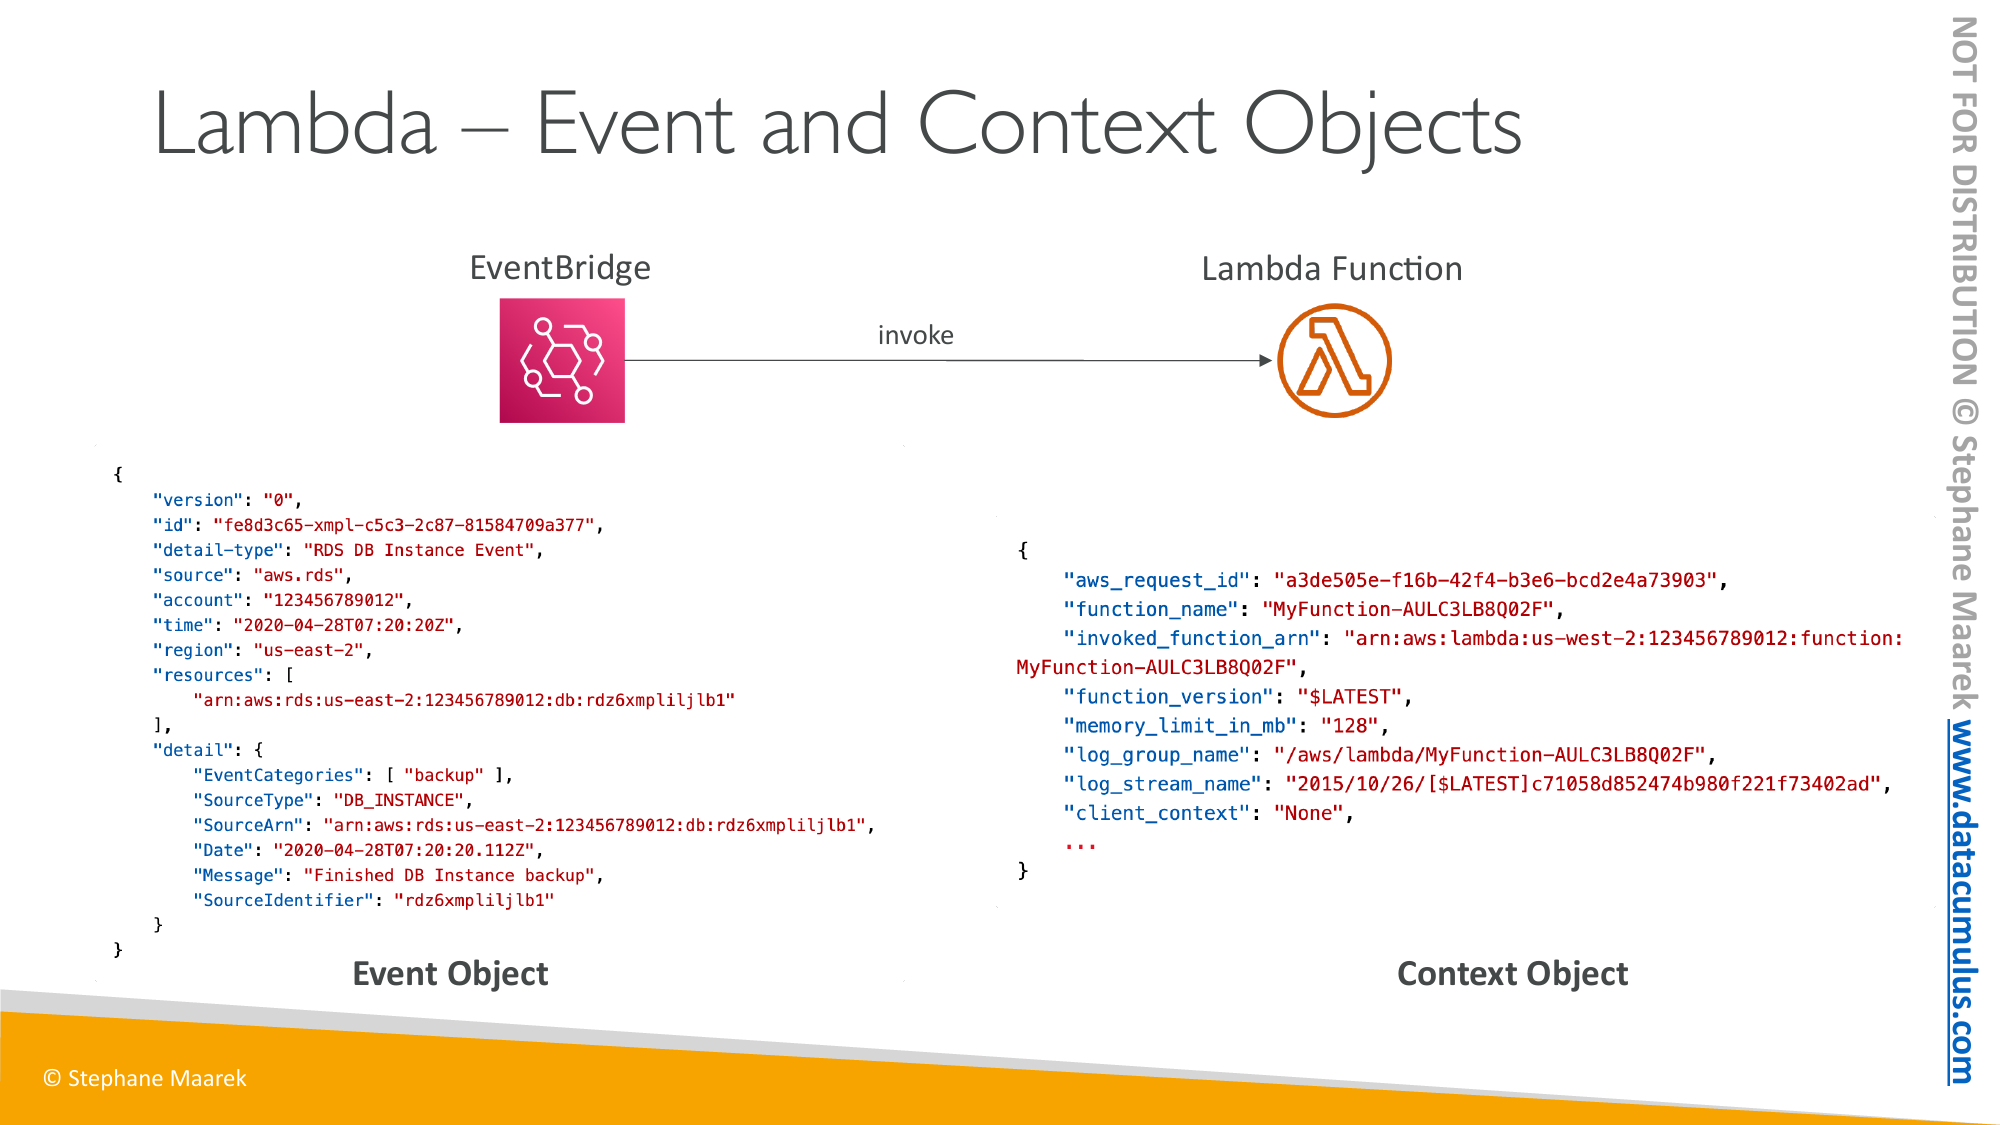 Lambda – Event and Context Objects
EventBridge
Lambda Function
invoke
{
    "version": "0",
    "id": "fe8d3c65-xmpl-c5c3-2c87-81584709a377",
    "detail-type": "RDS DB Instance Event",
    "source": "aws.rds",
    "account": "123456789012",
    "time": "2020-04-28T07:20:20Z",
    "region": "us-east-2",
    "resources": [
        "arn:aws:rds:us-east-2:123456789012:db:rdz6xmpliljlb1"
    ],
    "detail": {
        "EventCategories": [ "backup" ],
        "SourceType": "DB_INSTANCE",
        "SourceArn": "arn:aws:rds:us-east-2:123456789012:db:rdz6xmpliljlb1",
        "Date": "2020-04-28T07:20:20.112Z",
        "Message": "Finished DB Instance backup",
        "SourceIdentifier": "rdz6xmpliljlb1"
    }
}
Event Object
{
    "aws_request_id": "a3de505e-f16b-42f4-b3e6-bcd2e4a73903",
    "function_name": "MyFunction-AULC3LB8Q02F",
    "invoked_function_arn": "arn:aws:lambda:us-west-2:123456789012:function:
MyFunction-AULC3LB8Q02F",
    "function_version": "$LATEST",
    "memory_limit_in_mb": "128",
    "log_group_name": "/aws/lambda/MyFunction-AULC3LB8Q02F",
    "log_stream_name": "2015/10/26/[$LATEST]c71058d852474b980f221f73402ad",
    "client_context": "None",
    ...
}
Context Object
© Stephane Maarek
NOT FOR DISTRIBUTION © Stephane Maarek www.datacumulus.com